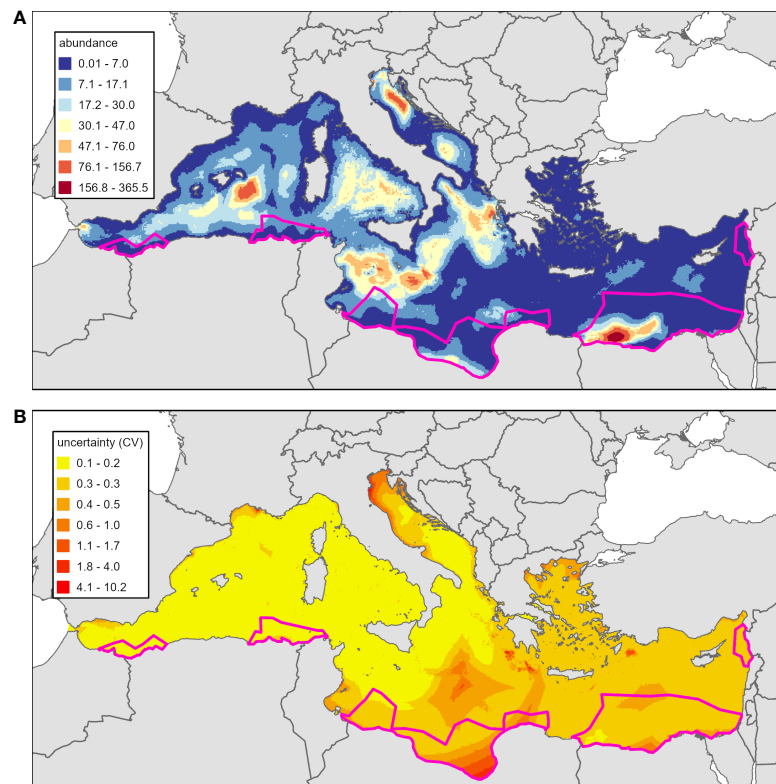 A
abundance
0.01 - 7.0
7.1 - 17.1
17.2 - 30.0
30.1 - 47.0
47.1 - 76.0
76.1 - 156.7
156.8 - 365.5
B
uncertainty (CV)
0.1 - 0.2
0.3 - 0.3
0.4 - 0.5
0.6 - 1.0
1.1 - 1.7
1.8 - 4.0
4.1 - 10.2